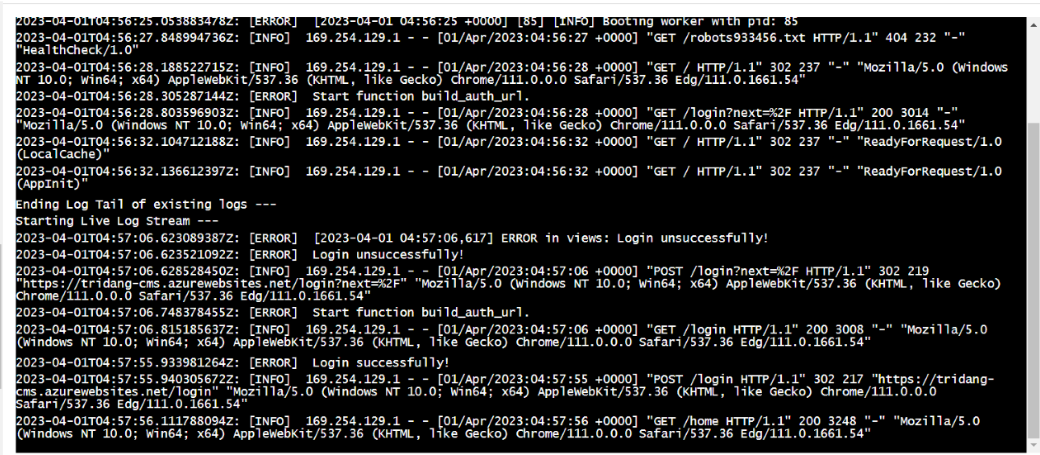 2023-04-01T04:56:25.053883478Z: [ERROR]  [2023-04-01 04:56:25 +0000] [85] [INFO] Booting worker with pid: 85
2023-04-01T04:56:27.848994736Z: [INFO]  169.254.129.1 - - [01/Apr/2023:04:56:27 +0000] "GET /robots933456.txt HTTP/1.1" 404 232 "-"
"HealthCheck/1.0"
2023-04-01T04:56:28.188522715Z: [INFO]  169.254.129.1 - - [01/Apr/2023:04:56:28 +0000] "GET / HTTP/1.1" 302 237 "-" "Mozilla/5.0 (Windows
NT 10.0; Win64; x64) AppleWebKit/537.36 (KHTML, like Gecko) Chrome/111.0.0.0 Safari/537.36 Edg/111.0.1661.54"
2023-04-01T04:56:28.305287144Z: [ERROR]  Start function build_auth_url.
2023-04-01T04:56:28.803596903Z: [INFO]  169.254.129.1 - - [01/Apr/2023:04:56:28 +0000] "GET /login?next=%2F HTTP/1.1" 200 3014 "-"
"Mozilla/5.0 (Windows NT 10.0; Win64; x64) AppleWebKit/537.36 (KHTML, like Gecko) Chrome/111.0.0.0 Safari/537.36 Edg/111.0.1661.54"
2023-04-01T04:56:32.104712188Z: [INFO]  169.254.129.1 - - [01/Apr/2023:04:56:32 +0000] "GET / HTTP/1.1" 302 237 "-" "ReadyForRequest/1.0
(LocalCache)"
2023-04-01T04:56:32.136612397Z: [INFO]  169.254.129.1 - - [01/Apr/2023:04:56:32 +0000] "GET / HTTP/1.1" 302 237 "-" "ReadyForRequest/1.0
(AppInit)"
Ending Log Tail of existing logs ---
Starting Live Log Stream ---
2023-04-01T04:57:06.623089387Z: [ERROR]  [2023-04-01 04:57:06,617] ERROR in views: Login unsuccessfully!
2023-04-01T04:57:06.623521092Z: [ERROR]  Login unsuccessfully!
2023-04-01T04:57:06.628528450Z: [INFO]  169.254.129.1 - - [01/Apr/2023:04:57:06 +0000] "POST /login?next=%2F HTTP/1.1" 302 219
"https://tridang-cms.azurewebsites.net/login?next=%2F" "Mozilla/5.0 (Windows NT 10.0; Win64; x64) AppleWebKit/537.36 (KHTML, like Gecko)
Chrome/111.0.0.0 Safari/537.36 Edg/111.0.1661.54"
2023-04-01T04:57:06.748378455Z: [ERROR]  Start function build_auth_url.
2023-04-01T04:57:06.815185637Z: [INFO]  169.254.129.1 - - [01/Apr/2023:04:57:06 +0000] "GET /login HTTP/1.1" 200 3008 "-" "Mozilla/5.0
(Windows NT 10.0; Win64; x64) AppleWebKit/537.36 (KHTML, like Gecko) Chrome/111.0.0.0 Safari/537.36 Edg/111.0.1661.54"
2023-04-01T04:57:55.933981264Z: [ERROR]  Login successfully!
2023-04-01T04:57:55.940305672Z: [INFO]  169.254.129.1 - - [01/Apr/2023:04:57:55 +0000] "POST /login HTTP/1.1" 302 217 "https://tridang-
cms.azurewebsites.net/login" "Mozilla/5.0 (Windows NT 10.0; Win64; x64) AppleWebKit/537.36 (KHTML, like Gecko) Chrome/111.0.0.0
Safari/537.36 Edg/111.0.1661.54"
2023-04-01T04:57:56.111788094Z: [INFO]  169.254.129.1 - - [01/Apr/2023:04:57:56 +0000] "GET /home HTTP/1.1" 200 3248 "-" "Mozilla/5.0
(Windows NT 10.0; Win64; x64) AppleWebKit/537.36 (KHTML, like Gecko) Chrome/111.0.0.0 Safari/537.36 Edg/111.0.1661.54"